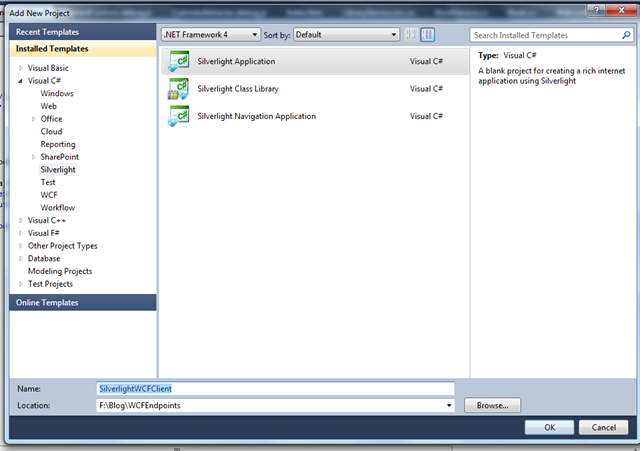 Add New Project
Recent Templates
Installed Templates
Visual Basic
Visual C#
Windows
Web
Office
Cloud
Reporting
SharePoint
Silverlight
Test
WCF
Workflow
Visual C++
Visual F#
Other Project Types
Database
Modeling Projects
Test Projects
Online Templates
.NET Framework 4 Sort by: Default
Silverlight Application Visual C#
Silverlight Class Library Visual C#
Silverlight Navigation Application Visual C#
Search Installed Templates
Type: Visual C#
A blank project for creating a rich internet
application using Silverlight
Name: SilverlightWCFClient
Location: F:\Blog\WCFEndpoints Browse...
OK Cancel